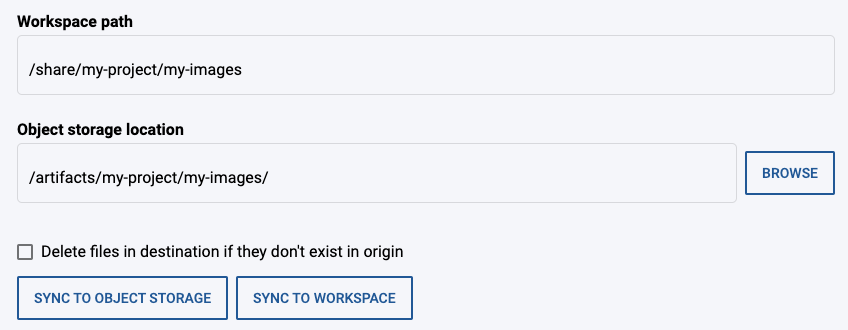 Workspace path
/share/my-project/my-images
Object storage location
/artifacts/my-project/my-images/
BROWSE
Delete files in destination if they don't exist in origin
SYNC TO OBJECT STORAGE
SYNC TO WORKSPACE